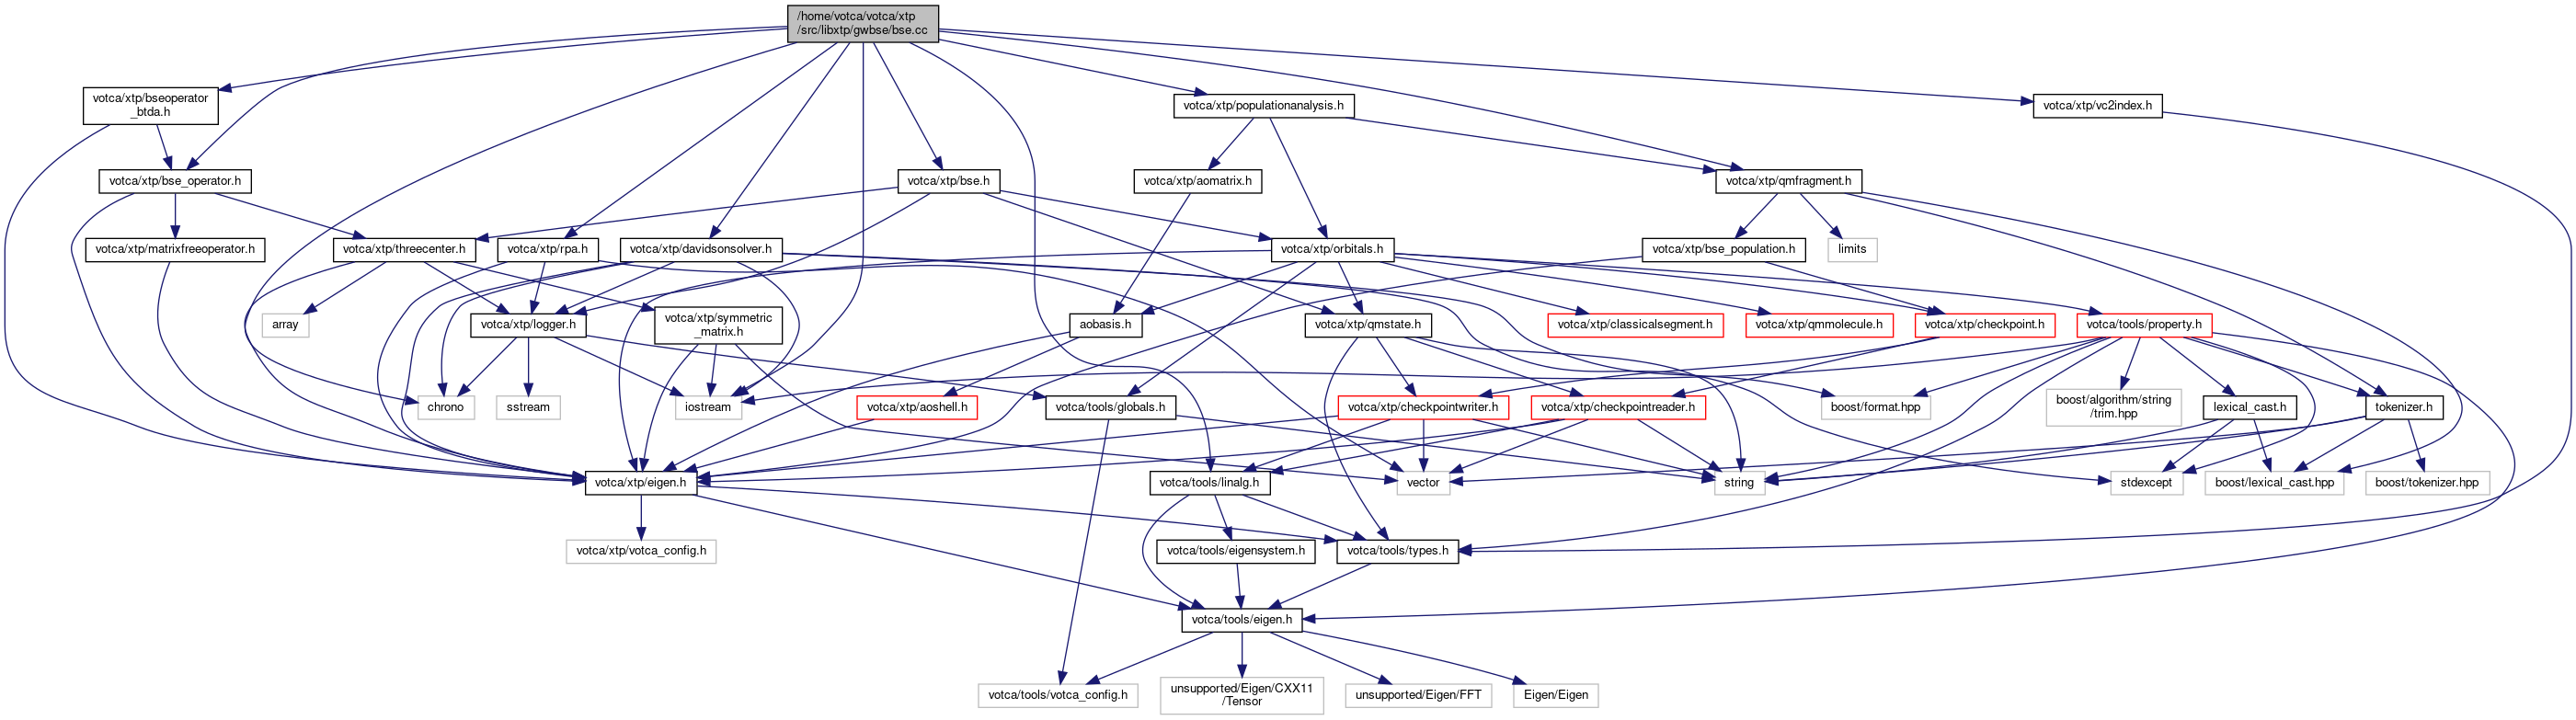 /home/votca/votca/xtp
/src/libxtp/gwbse/bse.cc
votca/xtp/bseoperator
_btda.h
votca/xtp/populationanalysis.h
votca/xtp/vc2index.h
votca/xtp/bse_operator.h
votca/xtp/bse.h
votca/xtp/aomatrix.h
votca/xtp/qmfragment.h
votca/xtp/matrixfreeoperator.h
votca/xtp/threecenter.h
votca/xtp/rpa.h
votca/xtp/davidsonsolver.h
votca/xtp/orbitals.h
votca/xtp/bse_population.h
limits
array
votca/xtp/logger.h
votca/xtp/symmetric
_matrix.h
aobasis.h
votca/xtp/qmstate.h
votca/xtp/classicalsegment.h
votca/xtp/qmmolecule.h
votca/xtp/checkpoint.h
votca/tools/property.h
chrono
sstream
iostream
votca/xtp/aoshell.h
votca/tools/globals.h
votca/xtp/checkpointwriter.h
votca/xtp/checkpointreader.h
boost/format.hpp
boost/algorithm/string
/trim.hpp
lexical_cast.h
tokenizer.h
votca/xtp/eigen.h
votca/tools/linalg.h
vector
string
stdexcept
boost/lexical_cast.hpp
boost/tokenizer.hpp
votca/xtp/votca_config.h
votca/tools/eigensystem.h
votca/tools/types.h
votca/tools/eigen.h
votca/tools/votca_config.h
unsupported/Eigen/CXX11
/Tensor
unsupported/Eigen/FFT
Eigen/Eigen